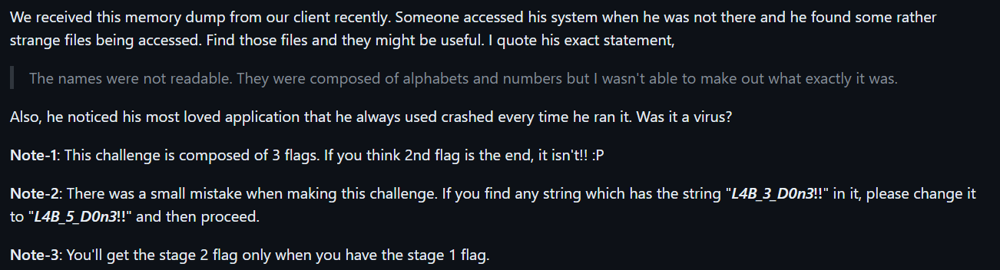 We received this memory dump from our client recently. Someone accessed his system when he was not there and he found some rather
strange files being accessed. Find those files and they might be useful. I quote his exact statement,
The names were not readable. They were composed of alphabets and numbers but I wasn't able to make out what exactly it was.
Also, he noticed his most loved application that he always used crashed every time he ran it. Was it a virus?
Note-1: This challenge is composed of 3 flags. If you think 2nd flag is the end, it isn't!! :P
Note-2: There was a small mistake when making this challenge. If you find any string which has the string "L4B_3_D0n3!!" in it, please change it
to "L4B_5_D0n3!!" and then proceed.
Note-3: You'll get the stage 2 flag only when you have the stage 1 flag.